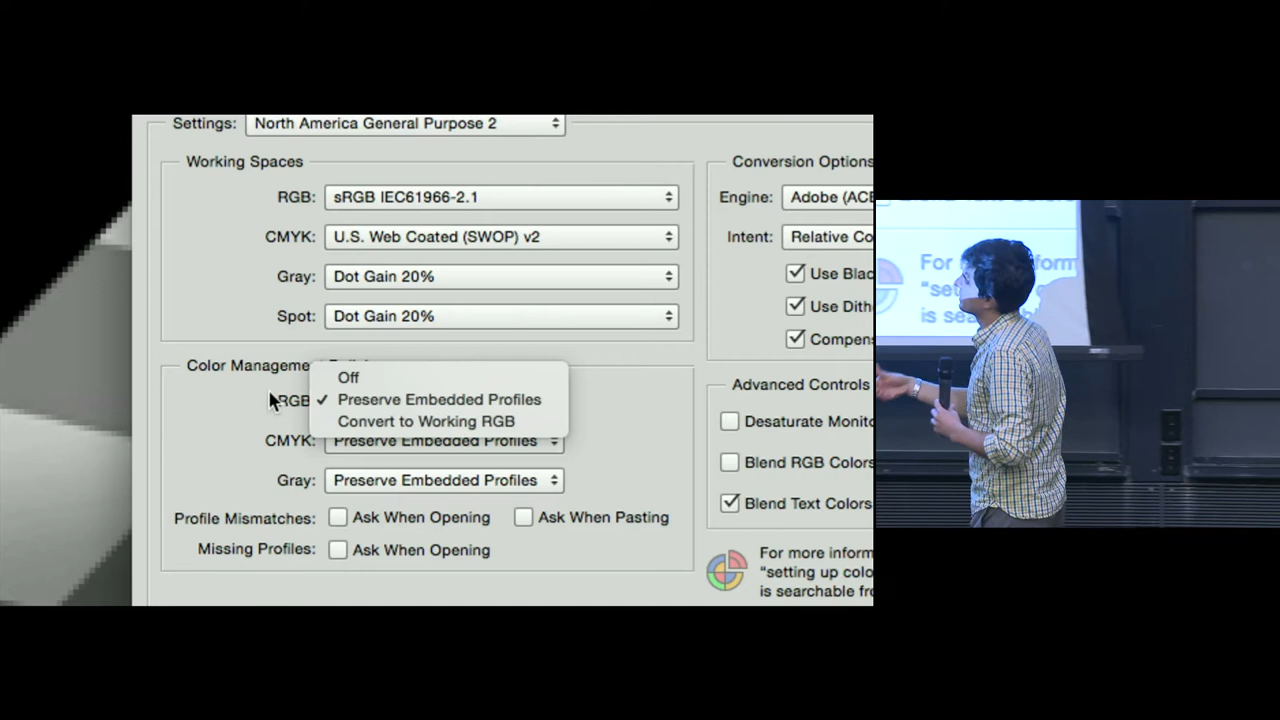 Settings: North America General Purpose 2
Working Spaces
RGB: sRGB IEC61966-2.1
CMYK: U.S. Web Coated (SWOP) v2
Gray: Dot Gain 20%
Spot: Dot Gain 20%
Color Manageme
RGB
Off
✓ Preserve Embedded Profiles
Convert to Working RGB
CMYK: Preserve Embedded Profiles
Gray: Preserve Embedded Profiles
Profile Mismatches: Ask When Opening Ask When Pasting
Missing Profiles: Ask When Opening
Conversion Options
Engine: Adobe (ACE
Intent: Relative Co
Use Blac
Use Dith
Compens
Advanced Controls
Desaturate Monito
Blend RGB Colors
Blend Text Colors
For more inform
"setting up colo
is searchable fro
For
form
"se
is se